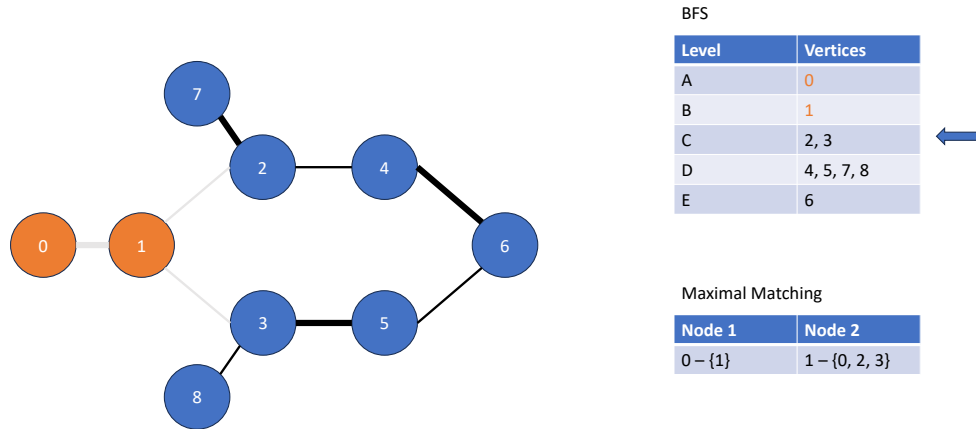 BFS
Level Vertices
A 0
B 1
C 2, 3
D 4, 5, 7, 8
E 6
7
2
4
0
1
6
3
5
8
Maximal Matching
Node 1 Node 2
0 – {1} 1 – {0, 2, 3}